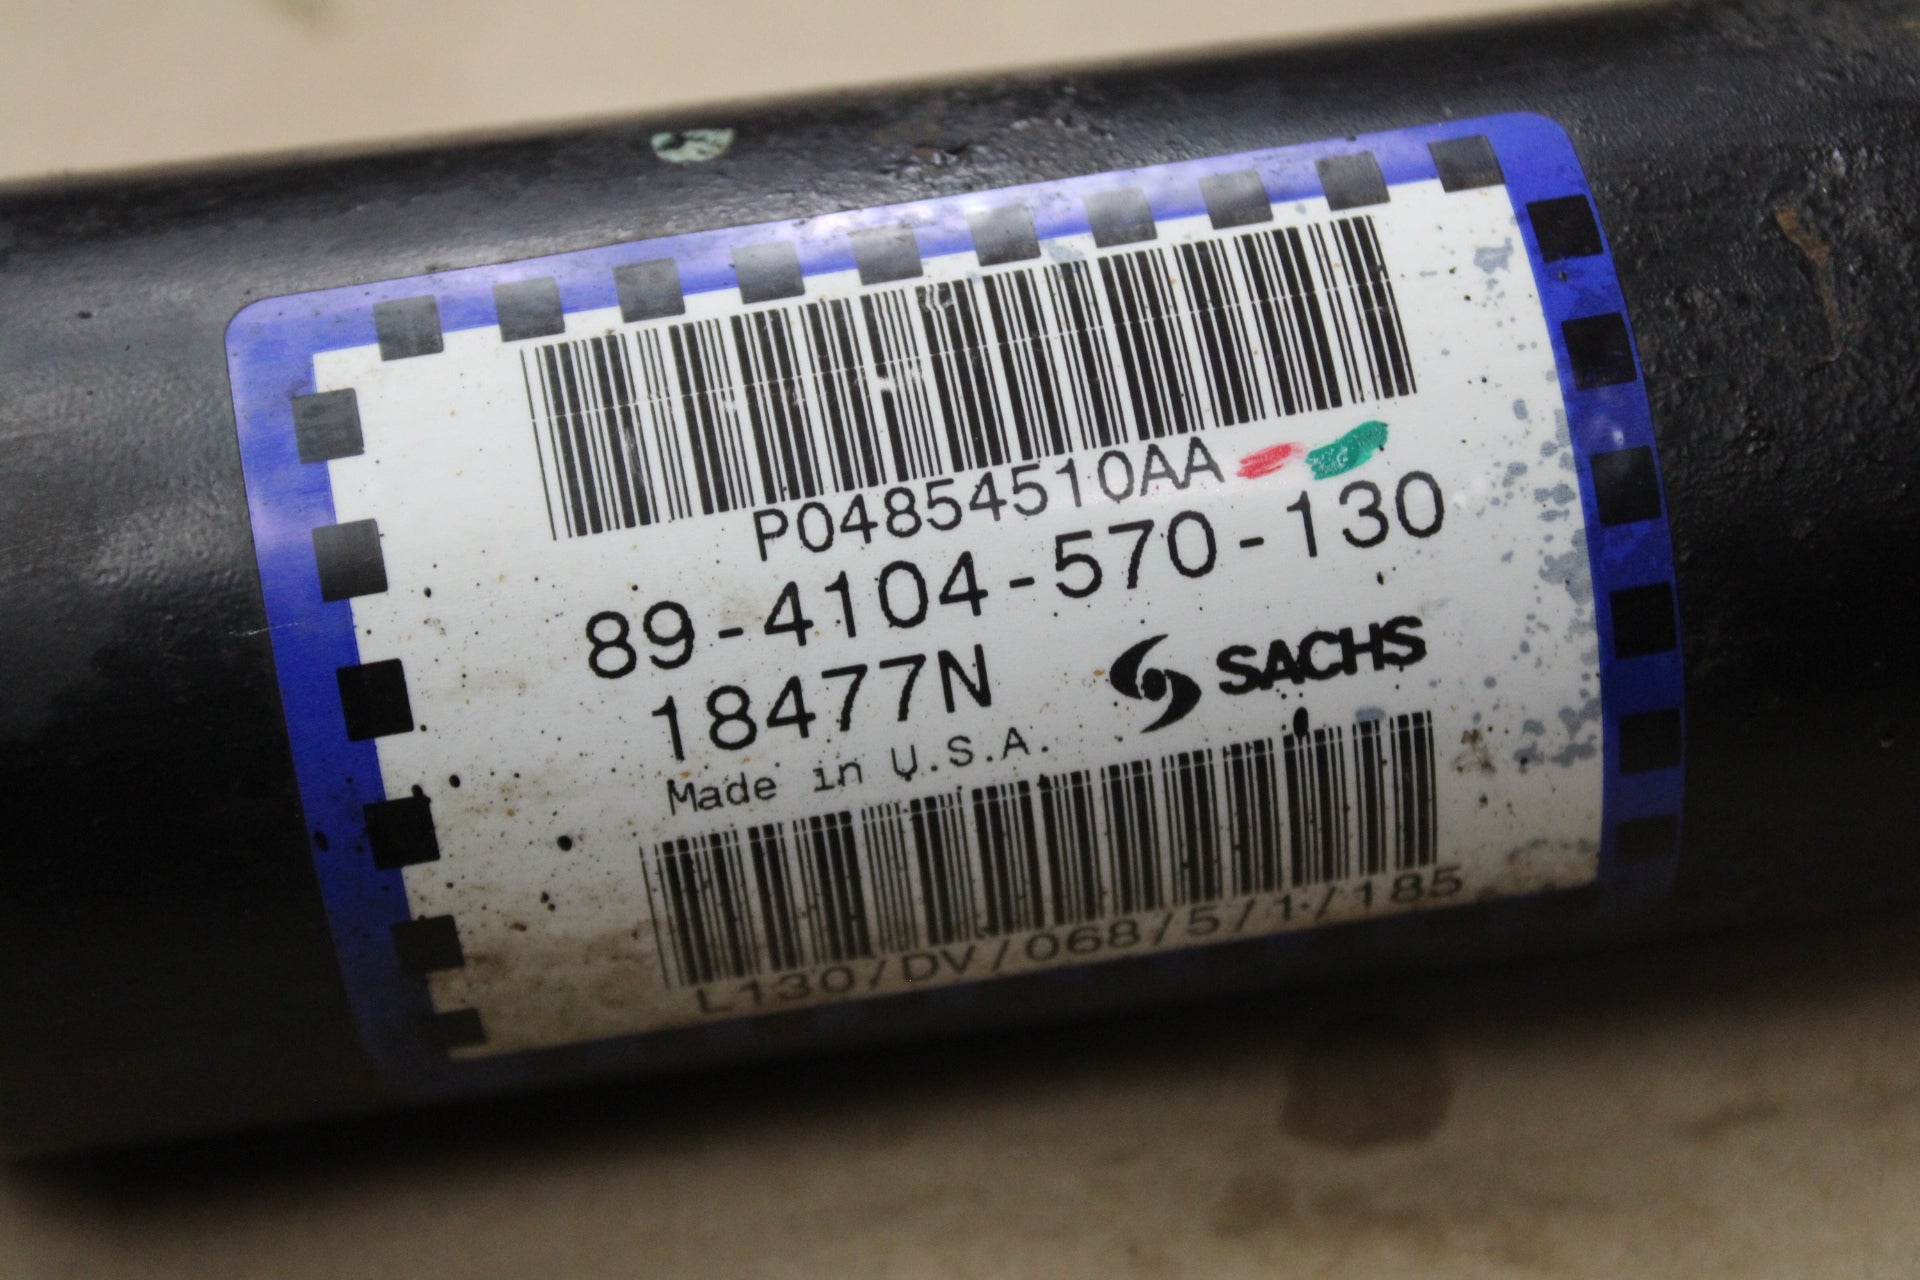 P04854510AA
89-4104-570-130
18477N
SACHS
Made in U.S.A.
L130/DV/068/5/1/185